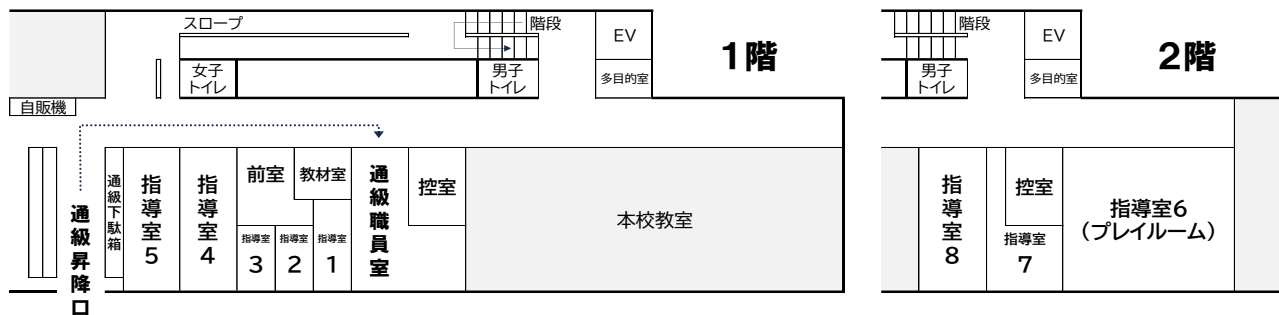 スロープ
階段
EV
1階
女子
トイレ
男子
トイレ
多目的室
自販機
通級昇降口
通級下駄箱
指導室5
指導室4
前室
教材室
指導室
3
指導室
2
指導室
1
通級職員室
控室
本校教室
階段
EV
2階
男子
トイレ
多目的室
指導室8
控室
指導室
7
指導室6
(プレイルーム)